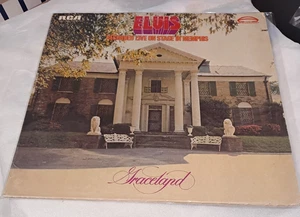 ELVIS
RCA
RECORDED LIVE ON STAGE IN MEMPHIS
Graceland